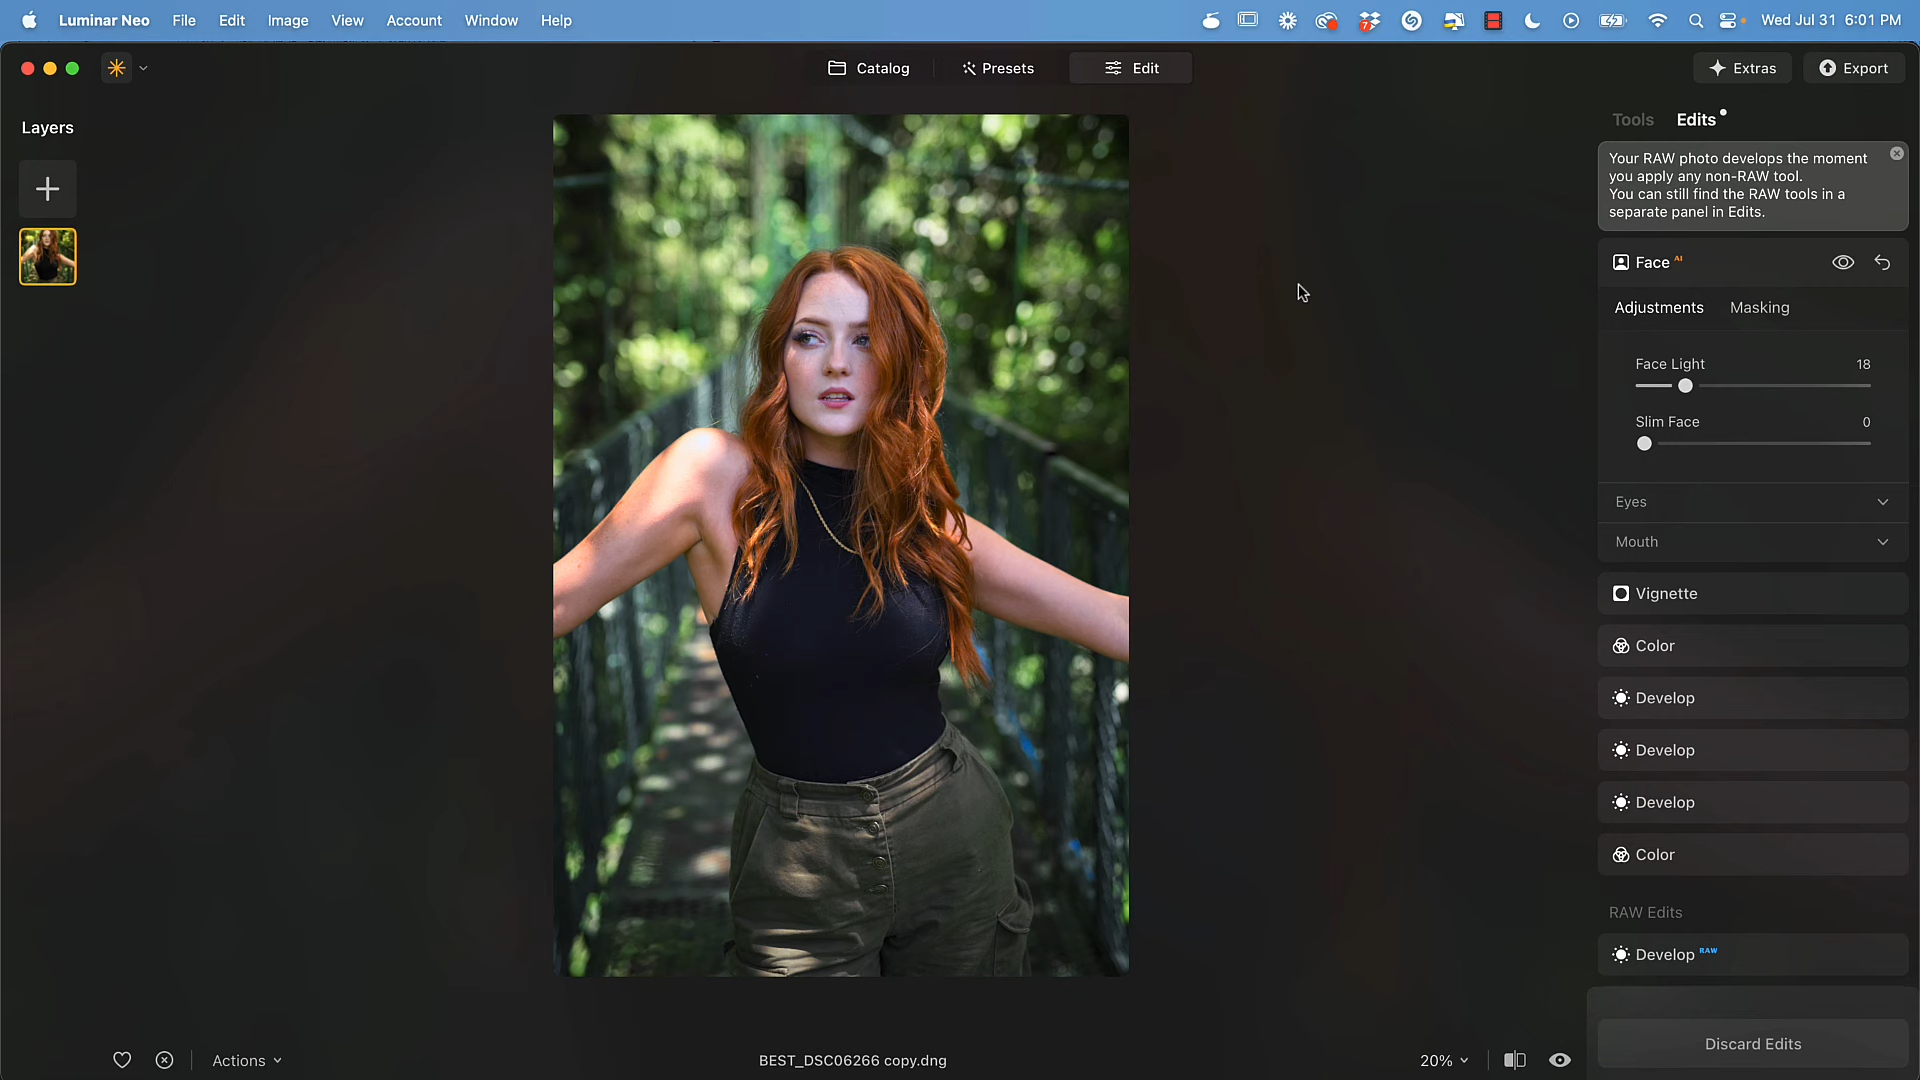 Luminar Neo File Edit Image View Account Window Help
7
Wed Jul 31 6:01 PM
Catalog Presets Edit
Extras Export
Layers
Tools Edits
Your RAW photo develops the moment
you apply any non-RAW tool.
You can still find the RAW tools in a
separate panel in Edits.
Face AI
Adjustments Masking
Face Light 18
Slim Face 0
Eyes
Mouth
Vignette
Color
Develop
Develop
Develop
Color
RAW Edits
Develop RAW
Discard Edits
Actions
BEST_DSC06266 copy.dng
20%